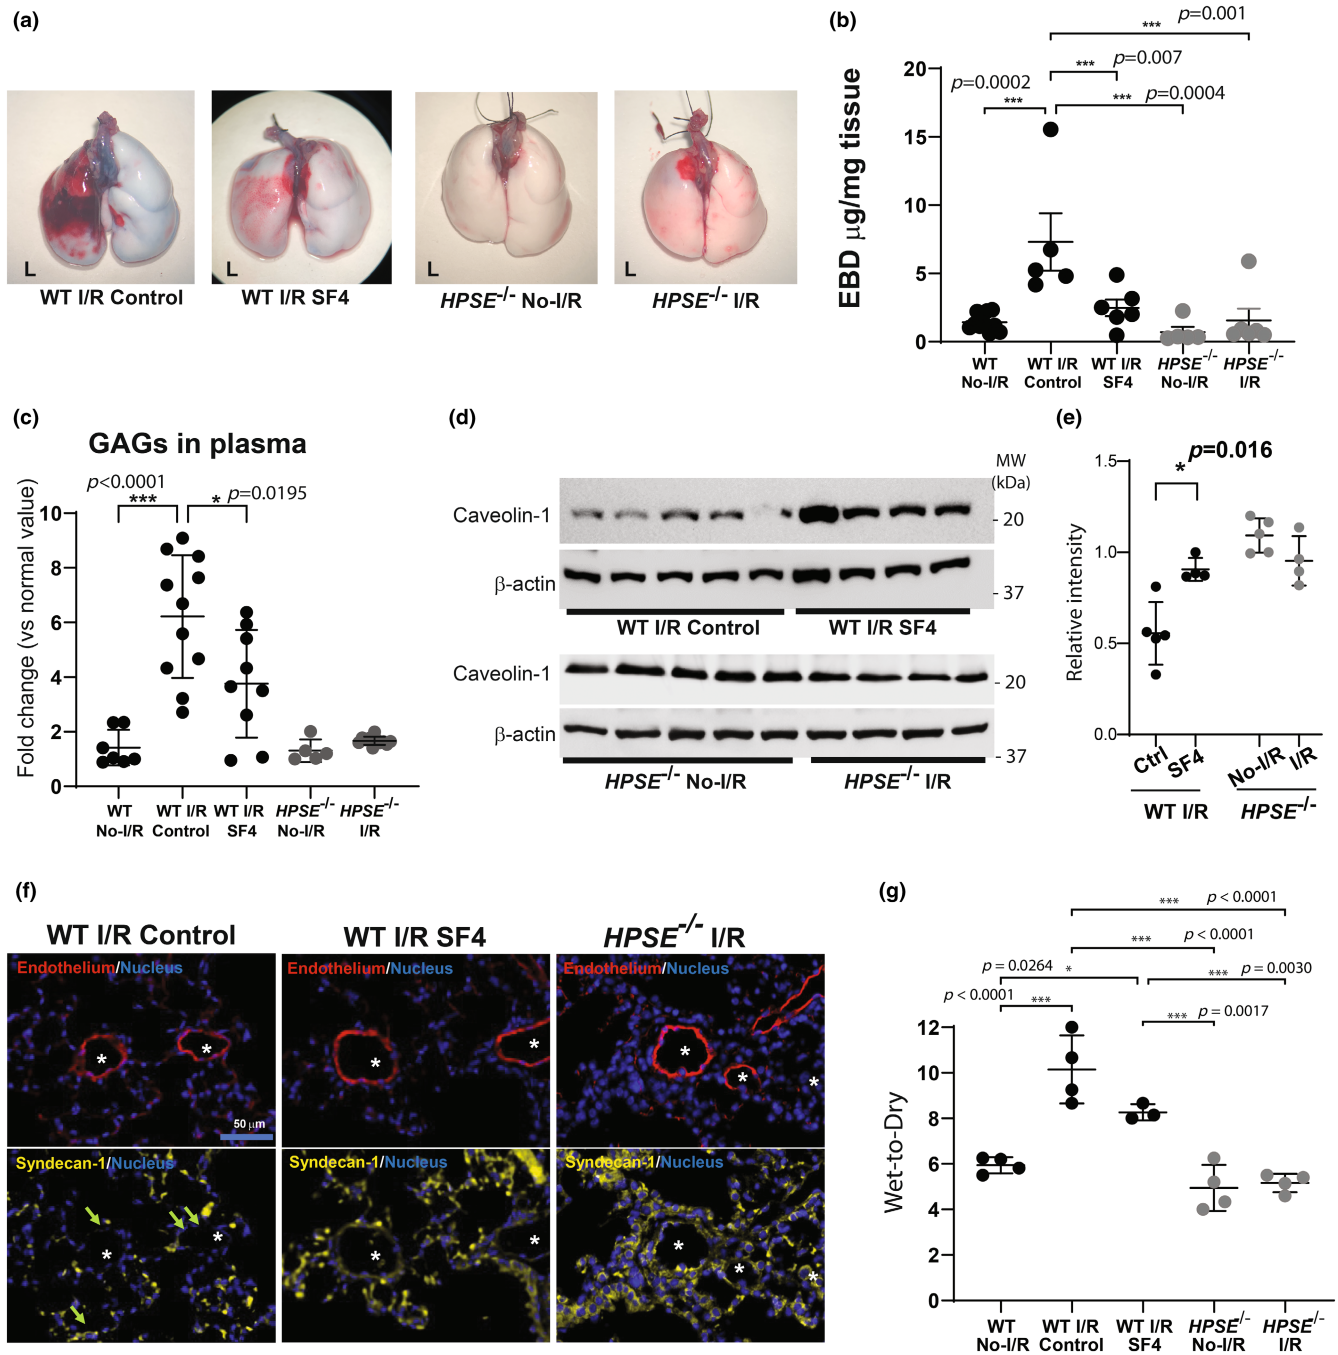 (a)
L
L
L
L
WT I/R Control
WT I/R SF4
HPSE-/- No-I/R
HPSE-/- I/R
(b)
p=0.001
***
p=0.007
***
p=0.0002
***
p=0.0004
***
EBD µg/mg tissue
20
15
10
5
0
WT No-I/R
WT I/R Control
WT I/R SF4
HPSE-/- No-I/R
HPSE-/- I/R
(c)
GAGs in plasma
p<0.0001
***
* p=0.0195
Fold change (vs normal value)
10
8
6
4
2
0
WT No-I/R
WT I/R Control
WT I/R SF4
HPSE-/- No-I/R
HPSE-/- I/R
(d)
MW (kDa)
Caveolin-1
- 20
β-actin
- 37
WT I/R Control
WT I/R SF4
Caveolin-1
- 20
β-actin
- 37
HPSE-/- No-I/R
HPSE-/- I/R
(e)
p=0.016
*
Relative intensity
1.5
1.0
0.5
0.0
Ctrl
SF4
No-I/R
I/R
WT I/R
HPSE-/-
(f)
WT I/R Control
WT I/R SF4
HPSE-/- I/R
Endothelium/Nucleus
Endothelium/Nucleus
Endothelium/Nucleus
* * * * * * *
50 µm
Syndecan-1/Nucleus
Syndecan-1/Nucleus
Syndecan-1/Nucleus
* * * * * * *
(g)
*** p < 0.0001
*** p < 0.0001
p = 0.0264 *
*** p = 0.0030
p < 0.0001 ***
*** p = 0.0017
Wet-to-Dry
12
10
8
6
4
2
0
WT No-I/R
WT I/R Control
WT I/R SF4
HPSE-/- No-I/R
HPSE-/- I/R